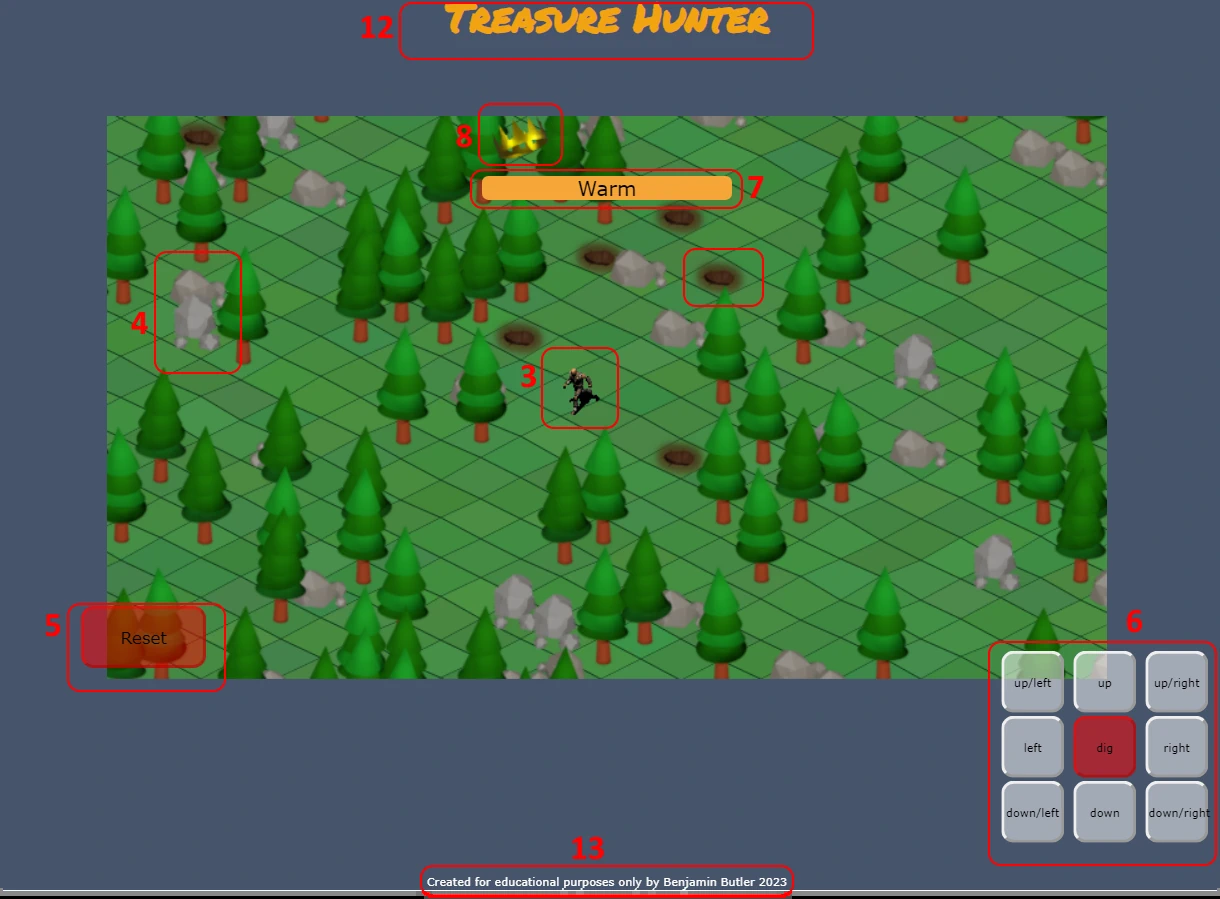 12
Treasure Hunter
8
Warm
7
4
3
5
Reset
6
up/left
up
up/right
left
dig
right
down/left
down
down/right
13
Created for educational purposes only by Benjamin Butler 2023